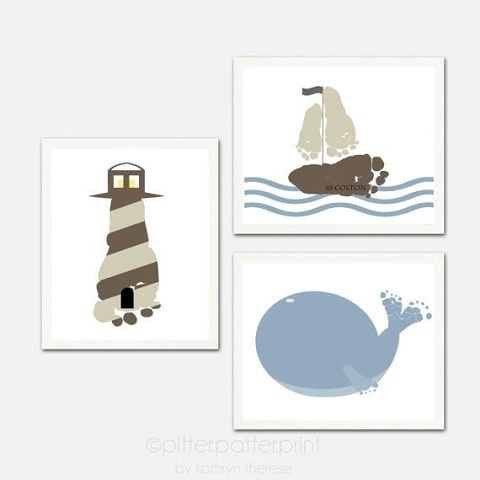 SS COLTON
©pitter.patter.print
by kathryn therese